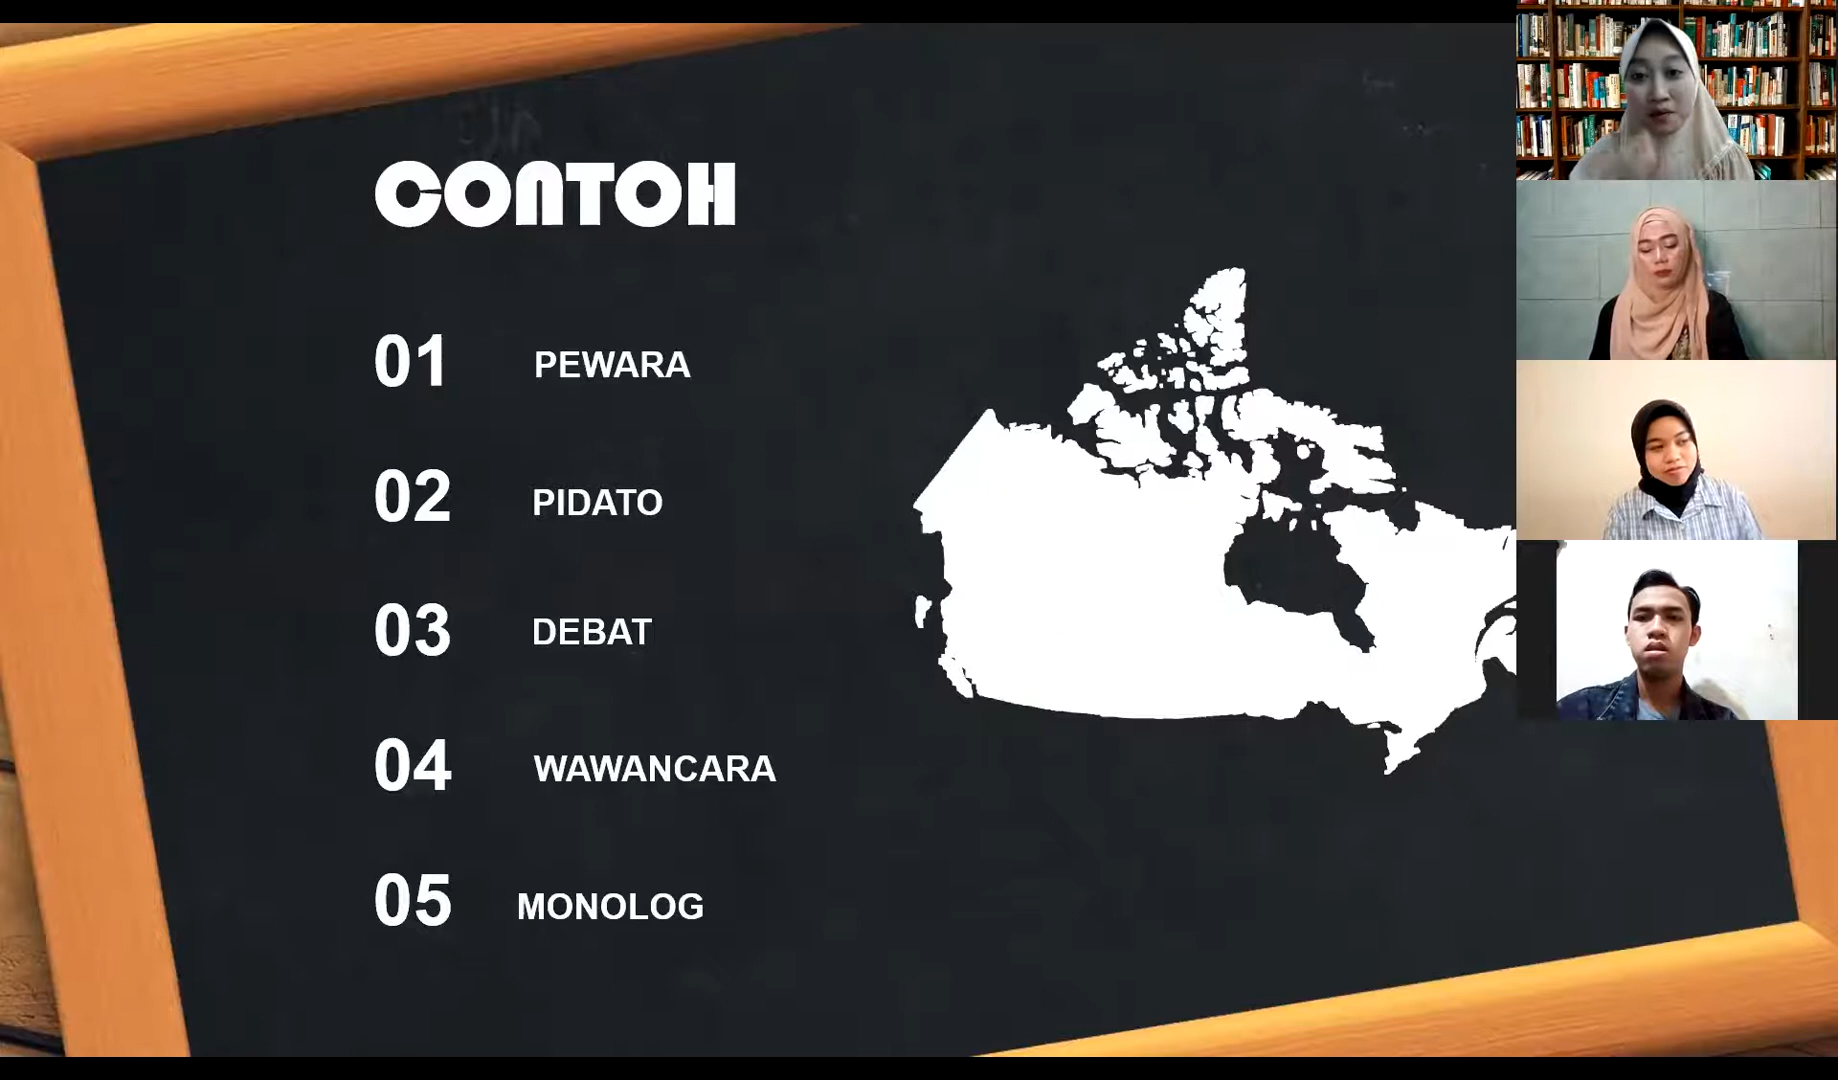 CONTOH
01 PEWARA
02 PIDATO
03 DEBAT
04 WAWANCARA
05 MONOLOG